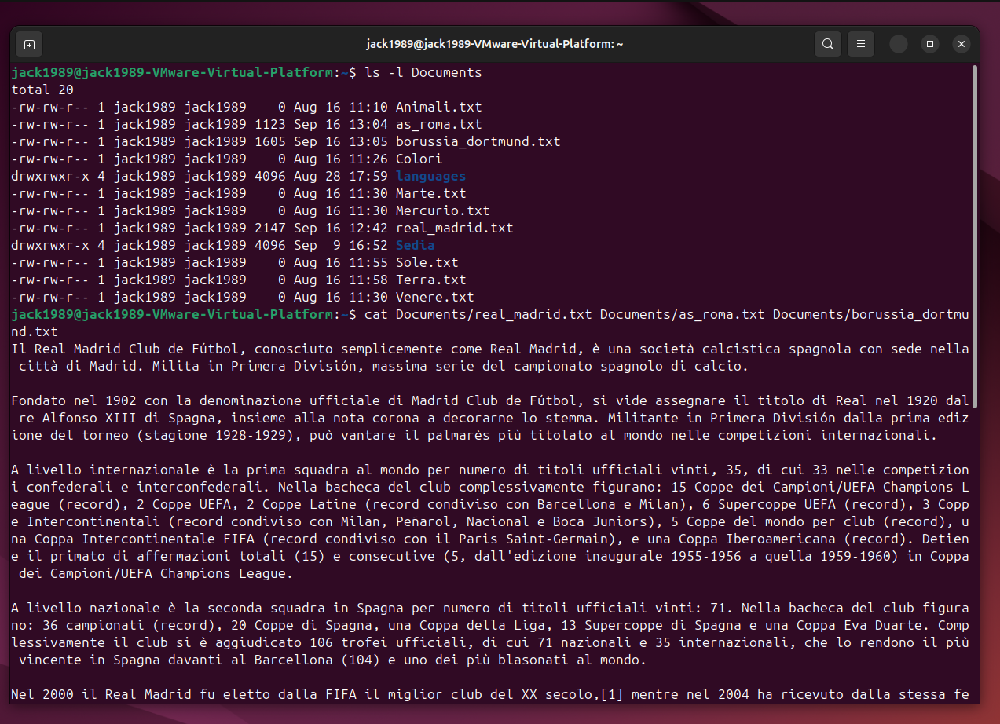 jack1989@jack1989-VMware-Virtual-Platform: ~
jack1989@jack1989-VMware-Virtual-Platform:~$ ls -l Documents
total 20
-rw-rw-r-- 1 jack1989 jack1989    0 Aug 16 11:10 Animali.txt
-rw-rw-r-- 1 jack1989 jack1989 1123 Sep 16 13:04 as_roma.txt
-rw-rw-r-- 1 jack1989 jack1989 1605 Sep 16 13:05 borussia_dortmund.txt
-rw-rw-r-- 1 jack1989 jack1989    0 Aug 16 11:26 Colori
drwxrwxr-x 4 jack1989 jack1989 4096 Aug 28 17:59 languages
-rw-rw-r-- 1 jack1989 jack1989    0 Aug 16 11:30 Marte.txt
-rw-rw-r-- 1 jack1989 jack1989    0 Aug 16 11:30 Mercurio.txt
-rw-rw-r-- 1 jack1989 jack1989 2147 Sep 16 12:42 real_madrid.txt
drwxrwxr-x 4 jack1989 jack1989 4096 Sep  9 16:52 Sedia
-rw-rw-r-- 1 jack1989 jack1989    0 Aug 16 11:55 Sole.txt
-rw-rw-r-- 1 jack1989 jack1989    0 Aug 16 11:58 Terra.txt
-rw-rw-r-- 1 jack1989 jack1989    0 Aug 16 11:30 Venere.txt
jack1989@jack1989-VMware-Virtual-Platform:~$ cat Documents/real_madrid.txt Documents/as_roma.txt Documents/borussia_dortmu
nd.txt
Il Real Madrid Club de Fútbol, conosciuto semplicemente come Real Madrid, è una società calcistica spagnola con sede nella
 città di Madrid. Milita in Primera División, massima serie del campionato spagnolo di calcio.

Fondato nel 1902 con la denominazione ufficiale di Madrid Club de Fútbol, si vide assegnare il titolo di Real nel 1920 dal
 re Alfonso XIII di Spagna, insieme alla nota corona a decorarne lo stemma. Militante in Primera División dalla prima ediz
ione del torneo (stagione 1928-1929), può vantare il palmarès più titolato al mondo nelle competizioni internazionali.

A livello internazionale è la prima squadra al mondo per numero di titoli ufficiali vinti, 35, di cui 33 nelle competizion
i confederali e interconfederali. Nella bacheca del club complessivamente figurano: 15 Coppe dei Campioni/UEFA Champions L
eague (record), 2 Coppe UEFA, 2 Coppe Latine (record condiviso con Barcellona e Milan), 6 Supercoppe UEFA (record), 3 Copp
e Intercontinentali (record condiviso con Milan, Peñarol, Nacional e Boca Juniors), 5 Coppe del mondo per club (record), u
na Coppa Intercontinentale FIFA (record condiviso con il Paris Saint-Germain), e una Coppa Iberoamericana (record). Detien
e il primato di affermazioni totali (15) e consecutive (5, dall'edizione inaugurale 1955-1956 a quella 1959-1960) in Coppa
 dei Campioni/UEFA Champions League.

A livello nazionale è la seconda squadra in Spagna per numero di titoli ufficiali vinti: 71. Nella bacheca del club figura
no: 36 campionati (record), 20 Coppe di Spagna, una Coppa della Liga, 13 Supercoppe di Spagna e una Coppa Eva Duarte. Comp
lessivamente il club si è aggiudicato 106 trofei ufficiali, di cui 71 nazionali e 35 internazionali, che lo rendono il più
 vincente in Spagna davanti al Barcellona (104) e uno dei più blasonati al mondo.

Nel 2000 il Real Madrid fu eletto dalla FIFA il miglior club del XX secolo,[1] mentre nel 2004 ha ricevuto dalla stessa fe